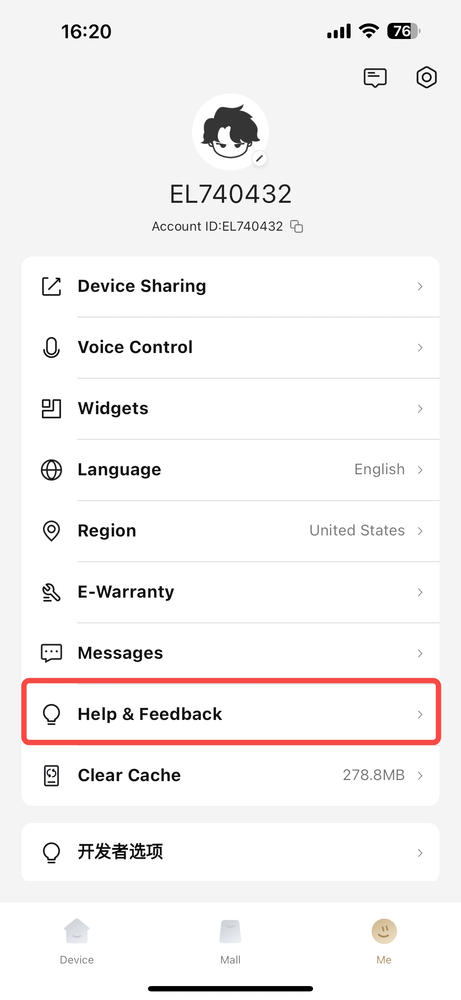 16:20
76
EL740432
Account ID:EL740432
Device Sharing
Voice Control
Widgets
Language
English
Region
United States
E-Warranty
Messages
Help & Feedback
Clear Cache
278.8MB
开发者选项
Device
Mall
Me